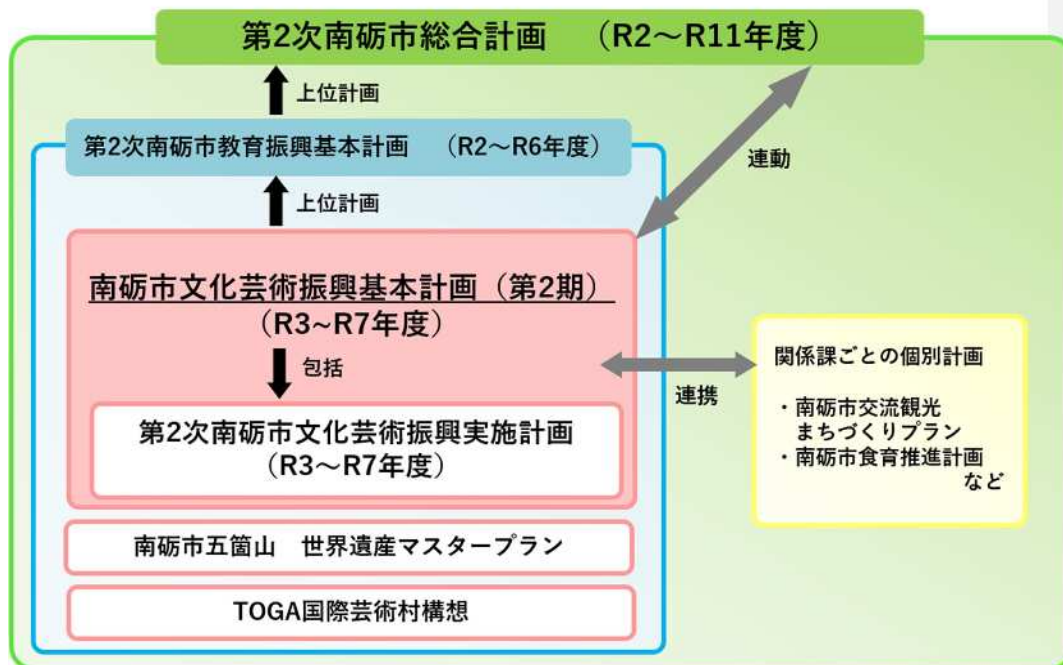 第2次南砺市総合計画　（R2～R11年度）
上位計画
第2次南砺市教育振興基本計画　（R2～R6年度）
連動
上位計画
南砺市文化芸術振興基本計画（第2期）
（R3~R7年度）
包括
第2次南砺市文化芸術振興実施計画
（R3～R7年度）
連携
関係課ごとの個別計画
・南砺市交流観光
まちづくりプラン
・南砺市食育推進計画
など
南砺市五箇山　世界遺産マスタープラン
TOGA国際芸術村構想